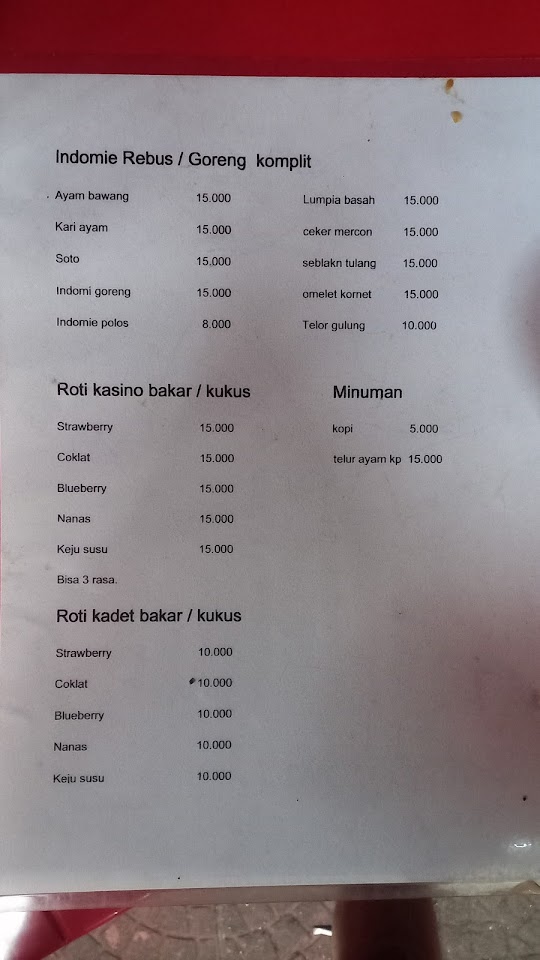 Indomie Rebus / Goreng komplit
Ayam bawang 15.000
Kari ayam 15.000
Soto 15.000
Indomi goreng 15.000
Indomie polos 8.000
Lumpia basah 15.000
ceker mercon 15.000
seblakn tulang 15.000
omelet kornet 15.000
Telor gulung 10.000
Roti kasino bakar / kukus
Strawberry 15.000
Coklat 15.000
Blueberry 15.000
Nanas 15.000
Keju susu 15.000
Bisa 3 rasa.
Minuman
kopi 5.000
telur ayam kp 15.000
Roti kadet bakar / kukus
Strawberry 10.000
Coklat 10.000
Blueberry 10.000
Nanas 10.000
Keju susu 10.000